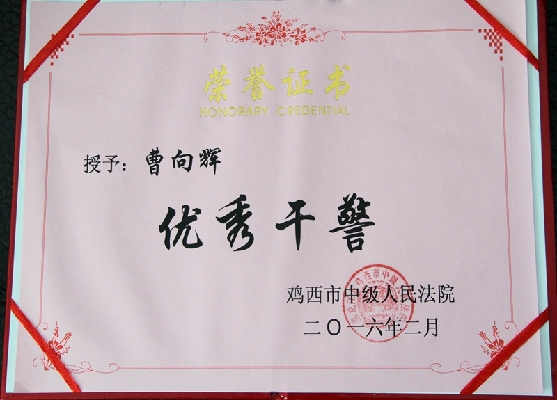 荣誉证书
HONORARY CREDENTIAL
授予：曹向辉
优秀干警
鸡西市中级人民法院
二〇一六年二月